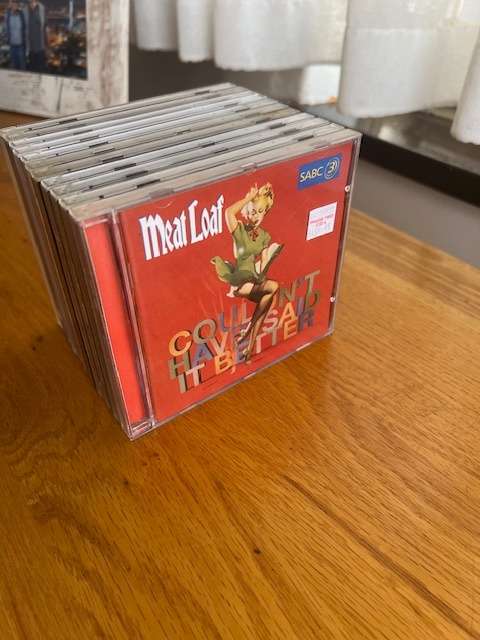 Meat Loaf
SABC 3
COULDN'T
HAVE SAID
IT BETTER